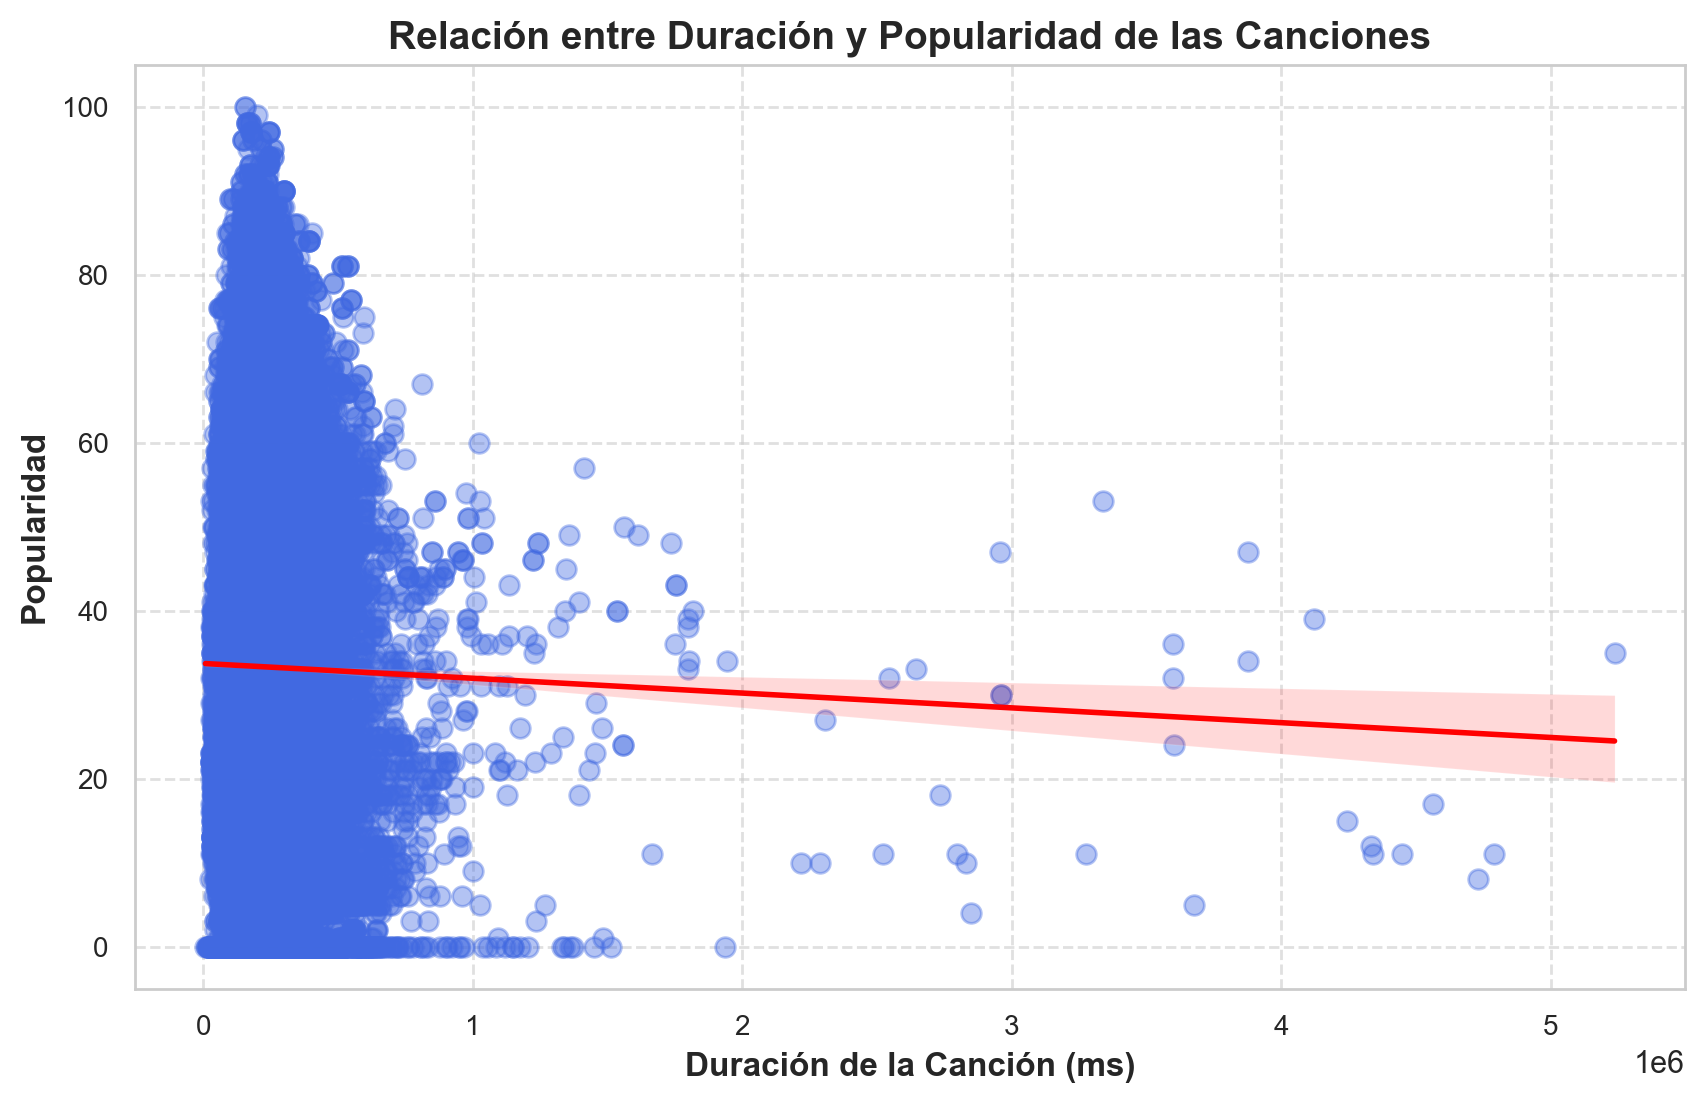 Relación entre Duración y Popularidad de las Canciones
Popularidad
100
80
60
40
20
0
0 1 2 3 4 5
1e6
Duración de la Canción (ms)